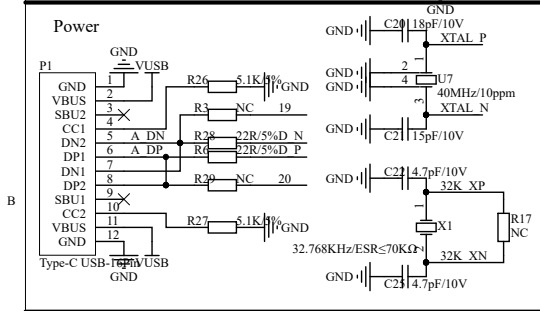 Power
GND
P1
VUSB
GND 1
VBUS 2
SBU2 3
CC1 4
DN2 5
DP1 6
DN1 7
DP2 8
SBU1 9
CC2 10
VBUS 11
GND 12
Type-C USB-16Pin
VUSB
GND
A_DN
A_DP
R26 5.1K/5% GND
R3 NC 19
R28 22R/5% D_N
R6 22R/5% D_P
R29 NC 20
R27 5.1K/5% GND
B
GND
GND C20 18pF/10V
XTAL_P
1
GND 2
GND 4
U7
40MHz/10ppm
3
XTAL_N
GND C21 15pF/10V
GND C22 4.7pF/10V
32K_XP
1
X1
R17
NC
32.768KHz/ESR≤70KΩ
2
32K_XN
GND C25 4.7pF/10V